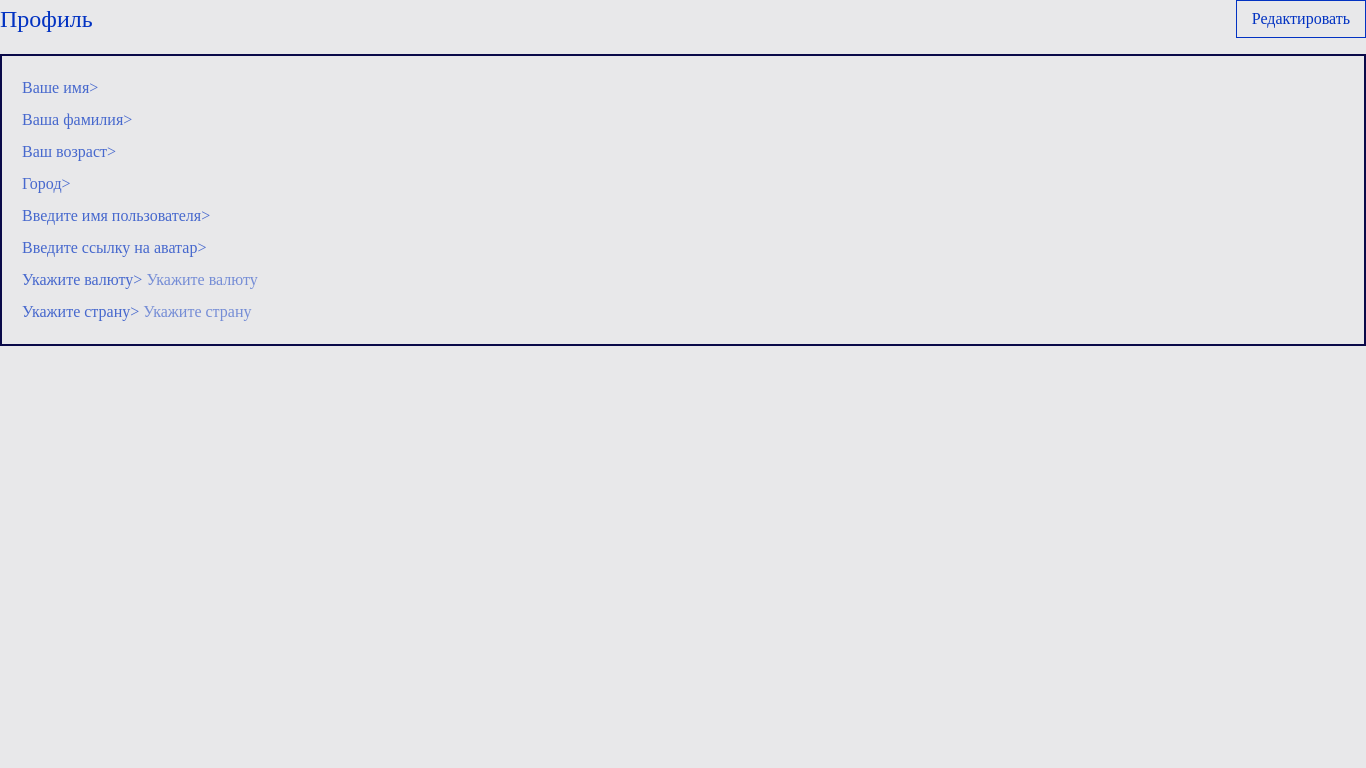 Профиль
Редактировать
Ваше имя>
Ваша фамилия>
Ваш возраст>
Город>
Введите имя пользователя>
Введите ссылку на аватар>
Укажите валюту> Укажите валюту
Укажите страну> Укажите страну